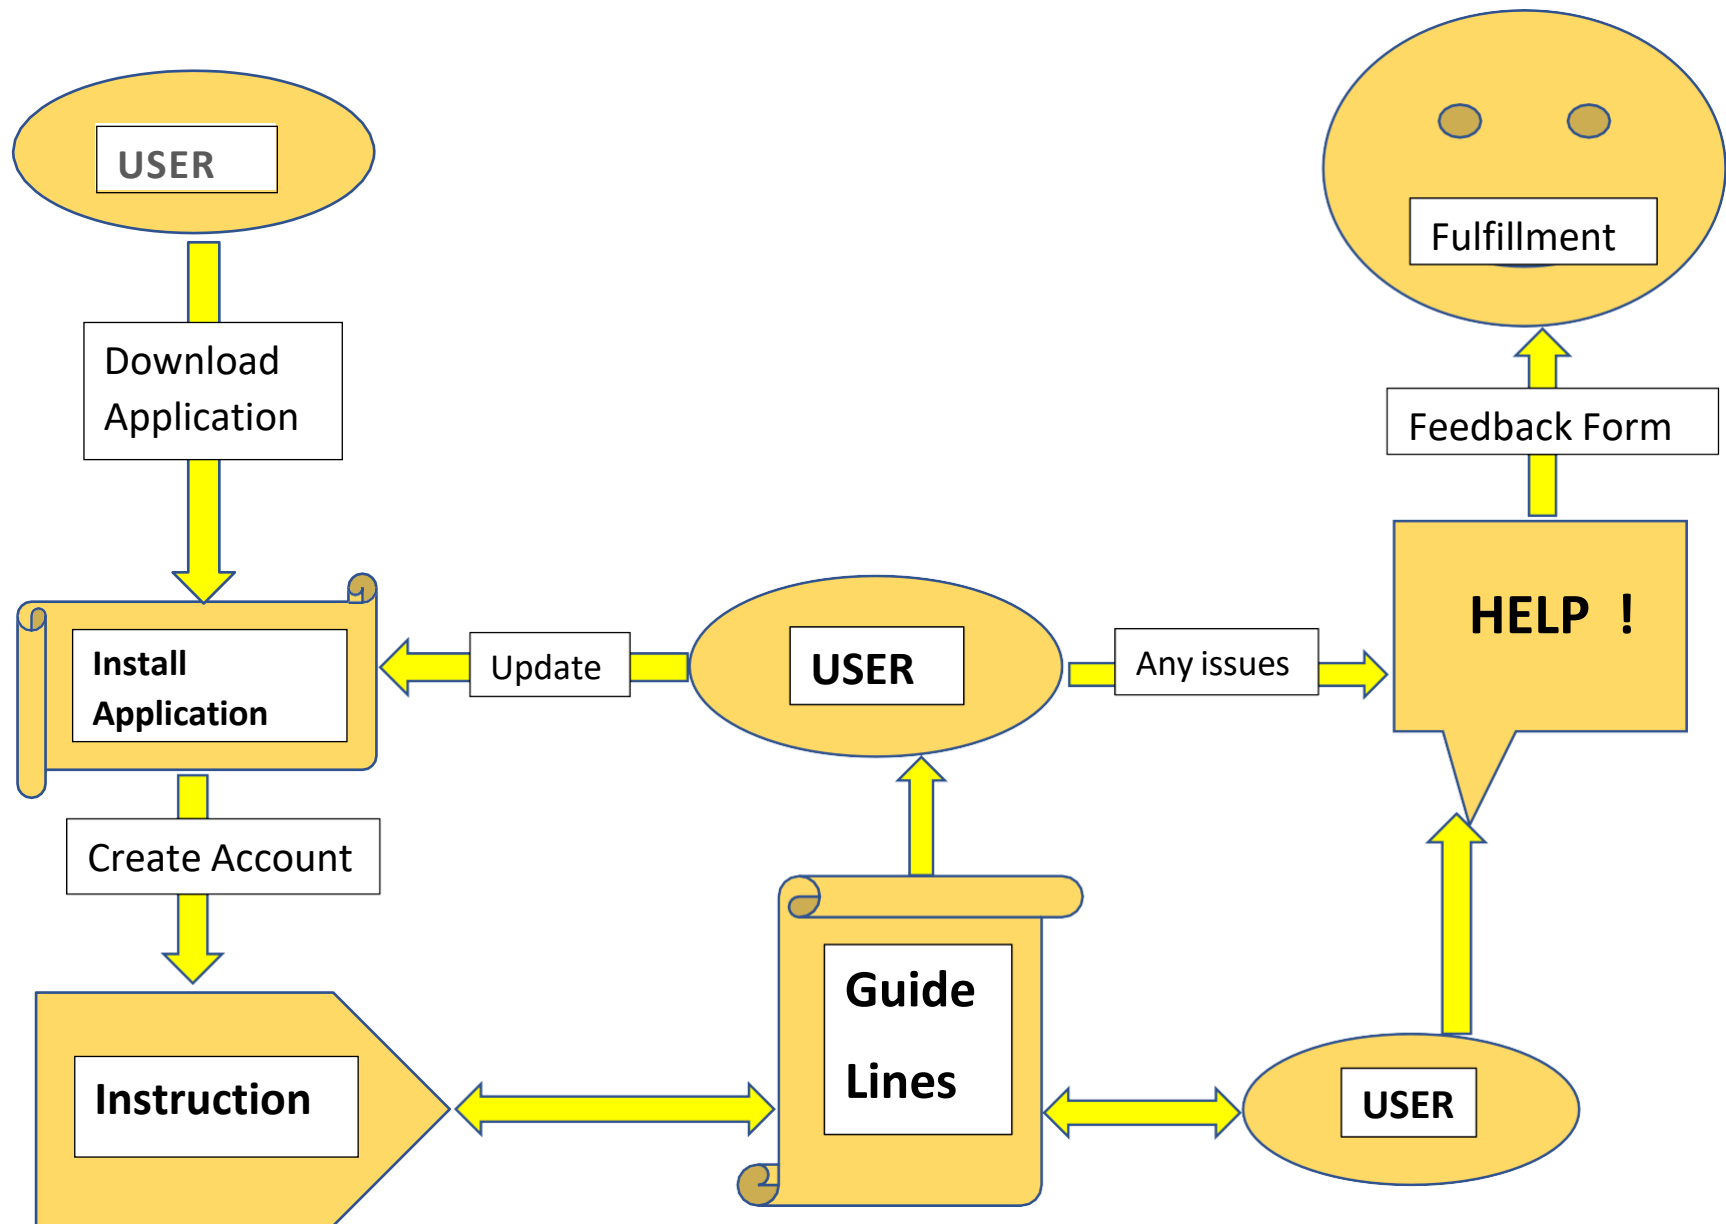 USER
Fulfillment
Download
Application
Feedback Form
HELP !
Install
Application
Update
USER
Any issues
Create Account
Guide
Lines
Instruction
USER